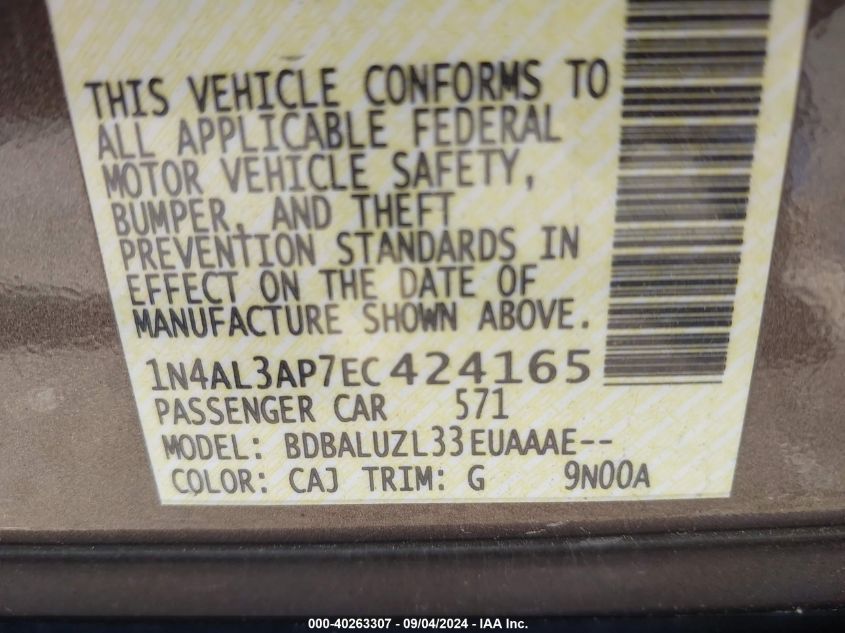 THIS VEHICLE CONFORMS TO
ALL APPLICABLE FEDERAL
MOTOR VEHICLE SAFETY,
BUMPER, AND THEFT
PREVENTION STANDARDS IN
EFFECT ON THE DATE OF
MANUFACTURE SHOWN ABOVE.
1N4AL3AP7EC424165
PASSENGER CAR 571
MODEL: BDBALUZL33EUAAAE--
COLOR: CAJ TRIM: G 9N00A
000-40263307 - 09/04/2024 - IAA Inc.